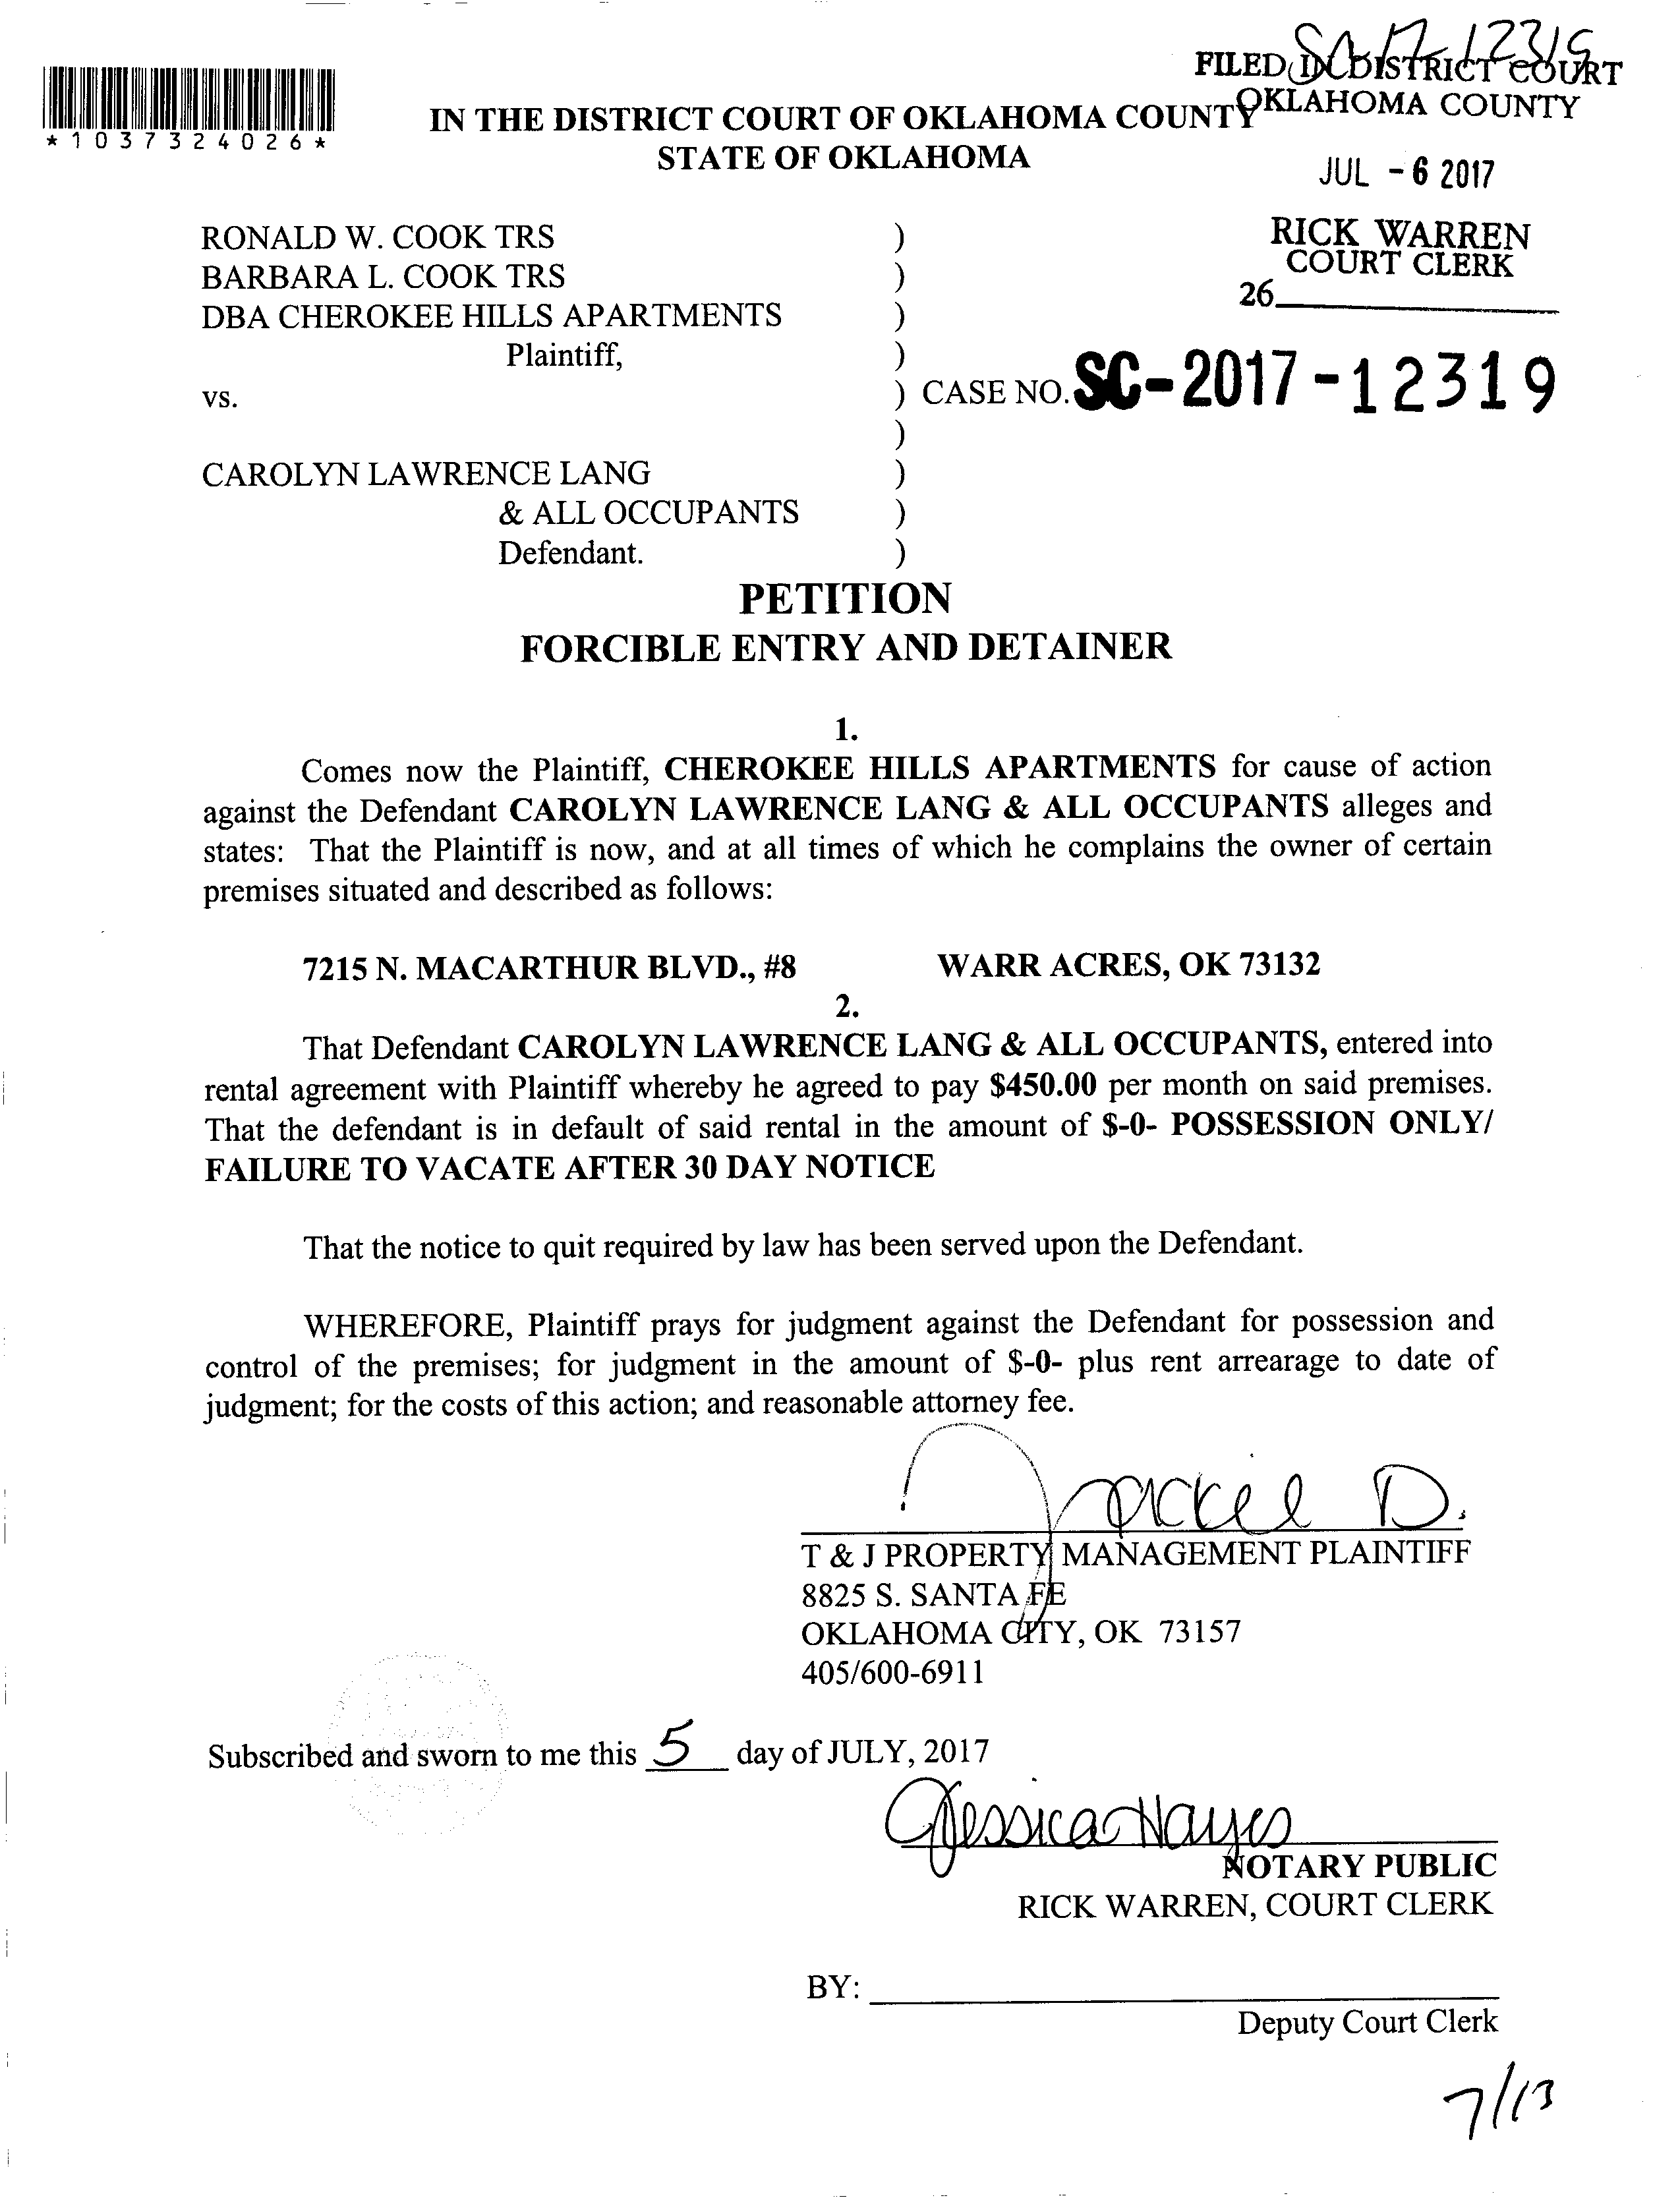 SC-17-12319
FILED IN DISTRICT COURT
OKLAHOMA COUNTY
*1037324026*
IN THE DISTRICT COURT OF OKLAHOMA COUNTY
STATE OF OKLAHOMA
JUL - 6 2017
RICK WARREN
COURT CLERK
26
RONALD W. COOK TRS )
BARBARA L. COOK TRS )
DBA CHEROKEE HILLS APARTMENTS )
Plaintiff, )
vs. ) CASE NO. SC-2017-12319
)
CAROLYN LAWRENCE LANG )
& ALL OCCUPANTS )
Defendant. )
PETITION
FORCIBLE ENTRY AND DETAINER
1.
Comes now the Plaintiff, CHEROKEE HILLS APARTMENTS for cause of action
against the Defendant CAROLYN LAWRENCE LANG & ALL OCCUPANTS alleges and
states: That the Plaintiff is now, and at all times of which he complains the owner of certain
premises situated and described as follows:
7215 N. MACARTHUR BLVD., #8 WARR ACRES, OK 73132
2.
That Defendant CAROLYN LAWRENCE LANG & ALL OCCUPANTS, entered into
rental agreement with Plaintiff whereby he agreed to pay $450.00 per month on said premises.
That the defendant is in default of said rental in the amount of $-0- POSSESSION ONLY/
FAILURE TO VACATE AFTER 30 DAY NOTICE
That the notice to quit required by law has been served upon the Defendant.
WHEREFORE, Plaintiff prays for judgment against the Defendant for possession and
control of the premises; for judgment in the amount of $-0- plus rent arrearage to date of
judgment; for the costs of this action; and reasonable attorney fee.
Jackie D.
T & J PROPERTY MANAGEMENT PLAINTIFF
8825 S. SANTA FE
OKLAHOMA CITY, OK 73157
405/600-6911
Subscribed and sworn to me this 5 day of JULY, 2017
Jessica Hayes
NOTARY PUBLIC
RICK WARREN, COURT CLERK
BY:
Deputy Court Clerk
7/13